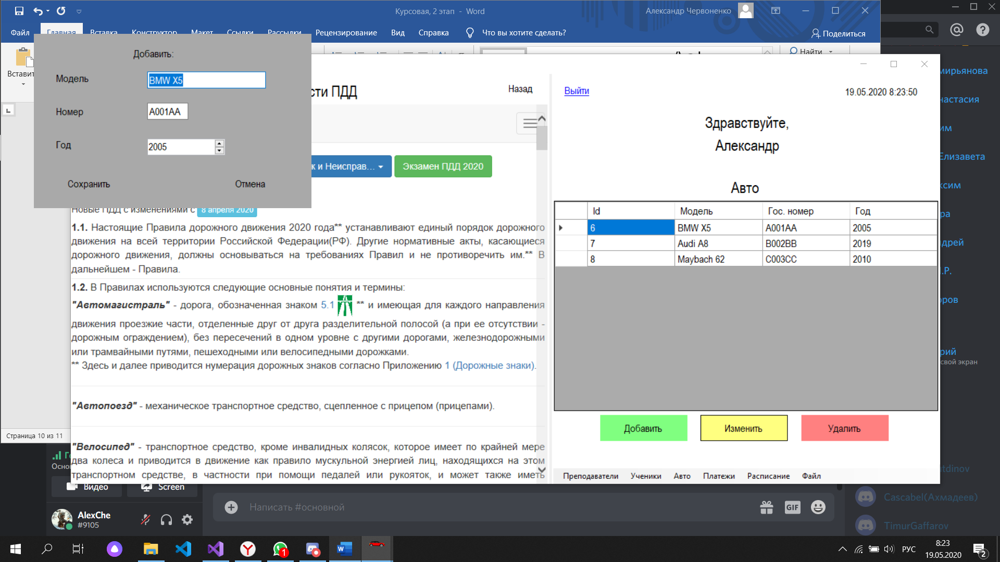 Курсовая, 2 этап - Word
Александр Червоненко
Файл
Главная
Вставка
Конструктор
Макет
Ссылки
Рассылки
Рецензирование
Вид
Справка
Что вы хотите сделать?
Поделиться
Найти
Добавить:
Модель
BMW X5
Номер
A001AA
Год
2005
Сохранить
Отмена
сти ПДД
Назад
к и Неисправ...
Экзамен ПДД 2020
Новые ПДД с изменениями с 8 апреля 2020
1.1. Настоящие Правила дорожного движения 2020 года** устанавливают единый порядок дорожного
движения на всей территории Российской Федерации(РФ). Другие нормативные акты, касающиеся
дорожного движения, должны основываться на требованиях Правил и не противоречить им.** В
дальнейшем - Правила.
1.2. В Правилах используются следующие основные понятия и термины:
"Автомагистраль" - дорога, обозначенная знаком 5.1 ** и имеющая для каждого направления
движения проезжие части, отделенные друг от друга разделительной полосой (а при ее отсутствии -
дорожным ограждением), без пересечений в одном уровне с другими дорогами, железнодорожными
или трамвайными путями, пешеходными или велосипедными дорожками.
** Здесь и далее приводится нумерация дорожных знаков согласно Приложению 1 (Дорожные знаки).
"Автопоезд" - механическое транспортное средство, сцепленное с прицепом (прицепами).
"Велосипед" - транспортное средство, кроме инвалидных колясок, которое имеет по крайней мере
два колеса и приводится в движение как правило мускульной энергией лиц, находящихся на этом
транспортном средстве, в частности при помощи педалей или рукояток, и может также иметь
Выйти
19.05.2020 8:23:50
Здравствуйте,
Александр
Авто
Id Модель Гос. номер Год
6 BMW X5 A001AA 2005
7 Audi A8 B002BB 2019
8 Maybach 62 C003CC 2010
Добавить
Изменить
Удалить
Преподаватели Ученики Авто Платежи Расписание Файл
мирьянова
настасия
им
Елизавета
ксим
ра
ндрей
.Р.
оров
рий
свой экран
tdinov
Cascabel(Ахмадеев)
TimurGaffarov
Страница 10 из 11
Видео
Screen
AlexChe
#9105
Написать #основной
GIF
1
РУС
8:23
19.05.2020
2